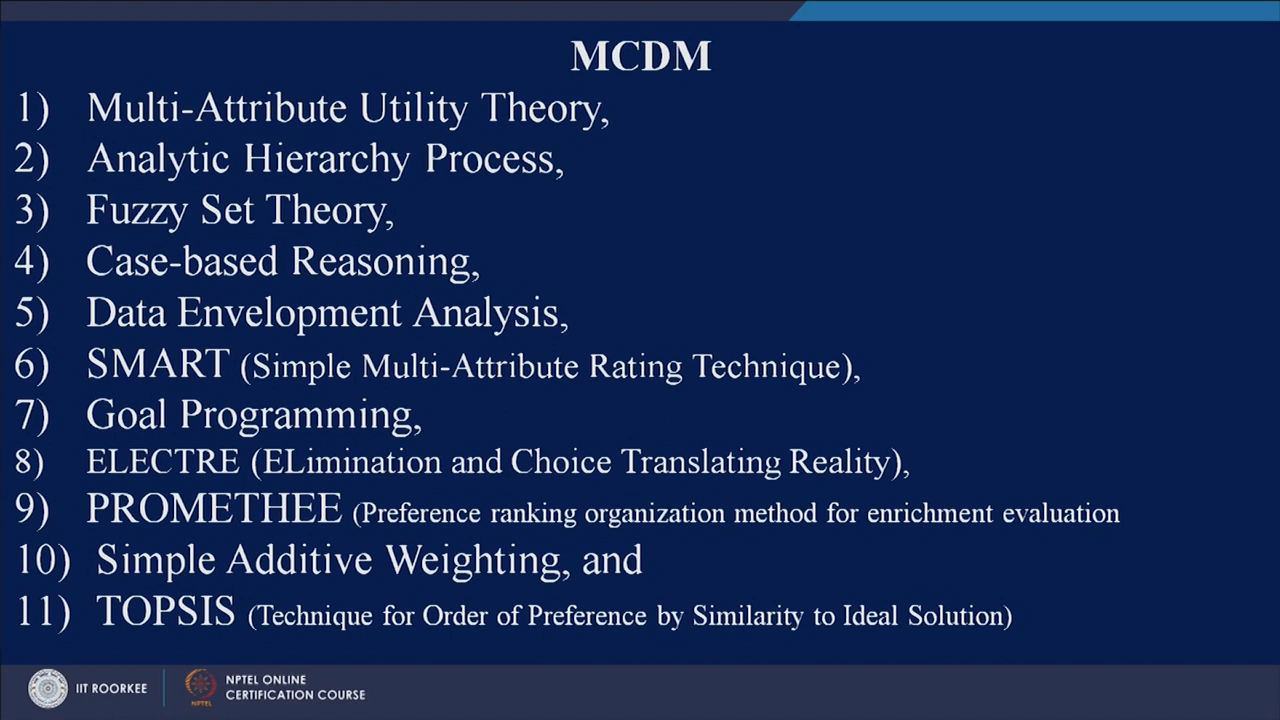 MCDM
1) Multi-Attribute Utility Theory,
2) Analytic Hierarchy Process,
3) Fuzzy Set Theory,
4) Case-based Reasoning,
5) Data Envelopment Analysis,
6) SMART (Simple Multi-Attribute Rating Technique),
7) Goal Programming,
8) ELECTRE (ELimination and Choice Translating Reality),
9) PROMETHEE (Preference ranking organization method for enrichment evaluation
10) Simple Additive Weighting, and
11) TOPSIS (Technique for Order of Preference by Similarity to Ideal Solution)
IIT ROORKEE
NPTEL
NPTEL ONLINE
CERTIFICATION COURSE